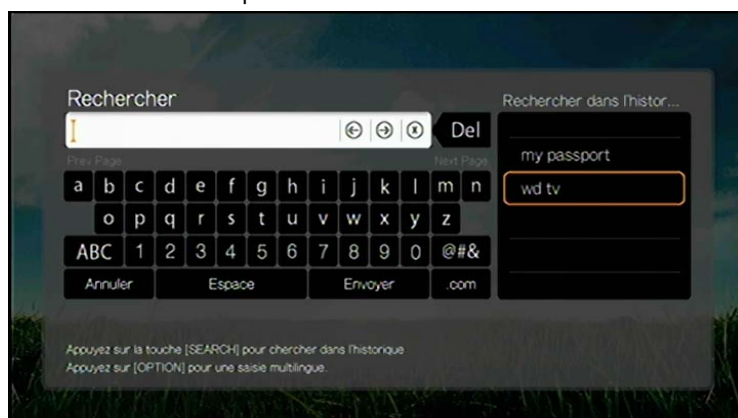 Rechercher
Rechercher dans l'histor...
Del
Prev Page
Next Page
my passport
wd tv
a b c d e f g h i j k l m n
o p q r s t u v w x y z
ABC 1 2 3 4 5 6 7 8 9 0 @#&
Annuler Espace Envoyer .com
Appuyez sur la touche [SEARCH] pour chercher dans l'historique
Appuyez sur [OPTION] pour une saisie multilingue.